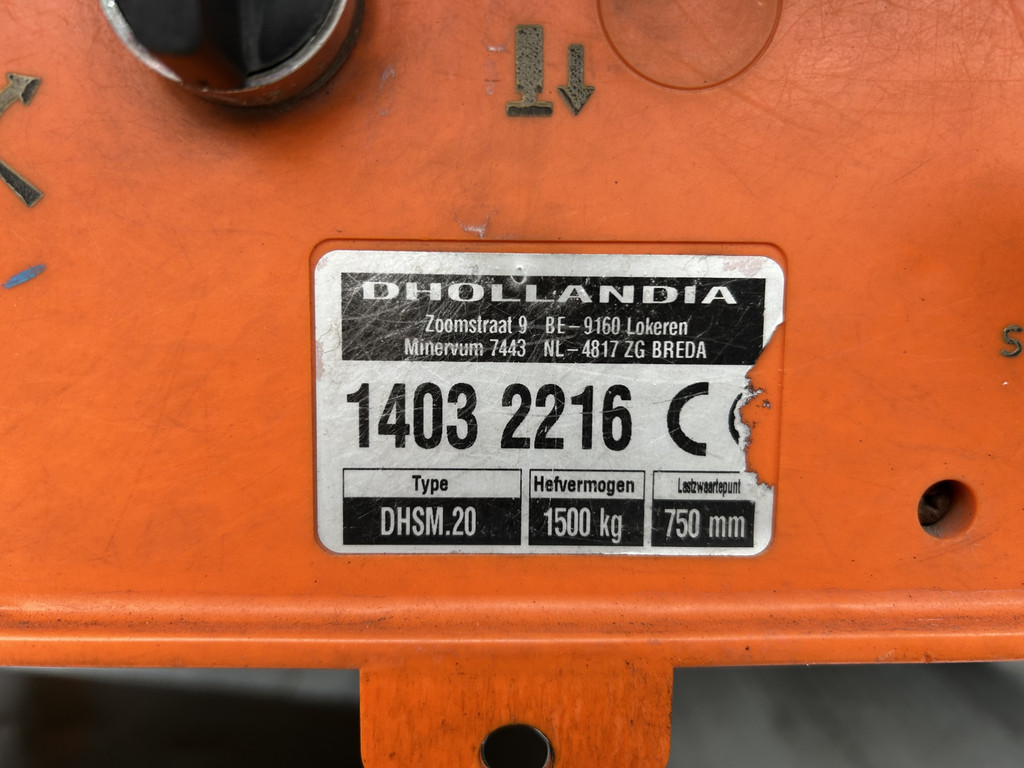 DHOLLANDIA
Zoomstraat 9 BE – 9160 Lokeren
Minervum 7443 NL – 4817 ZG BREDA
1403 2216 CE
Type Hefvermogen Lastzwaartepunt
DHSM.20 1500 kg 750 mm
S